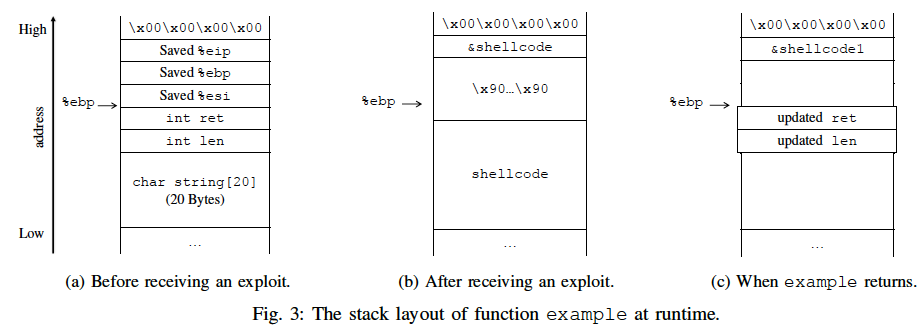 High
address
Low
%ebp
\x00\x00\x00\x00
Saved %eip
Saved %ebp
Saved %esi
int ret
int len
char string[20]
(20 Bytes)
...
(a) Before receiving an exploit.
%ebp
\x00\x00\x00\x00
&shellcode
\x90…\x90
shellcode
...
(b) After receiving an exploit.
%ebp
\x00\x00\x00\x00
&shellcode1
updated ret
updated len
...
(c) When example returns.
Fig. 3: The stack layout of function example at runtime.